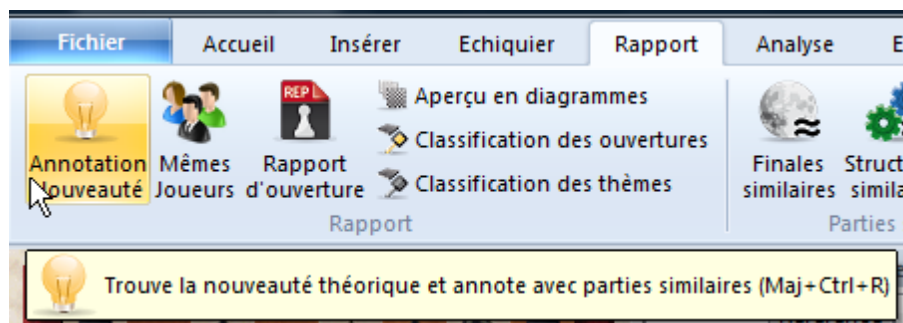 Fichier Accueil Insérer Echiquier Rapport Analyse E
REP
Aperçu en diagrammes
Classification des ouvertures
Classification des thèmes
Annotation Nouveauté
Mêmes Joueurs
Rapport d'ouverture
Finales similaires
Struct simila
Rapport Parties
Trouve la nouveauté théorique et annote avec parties similaires (Maj+Ctrl+R)